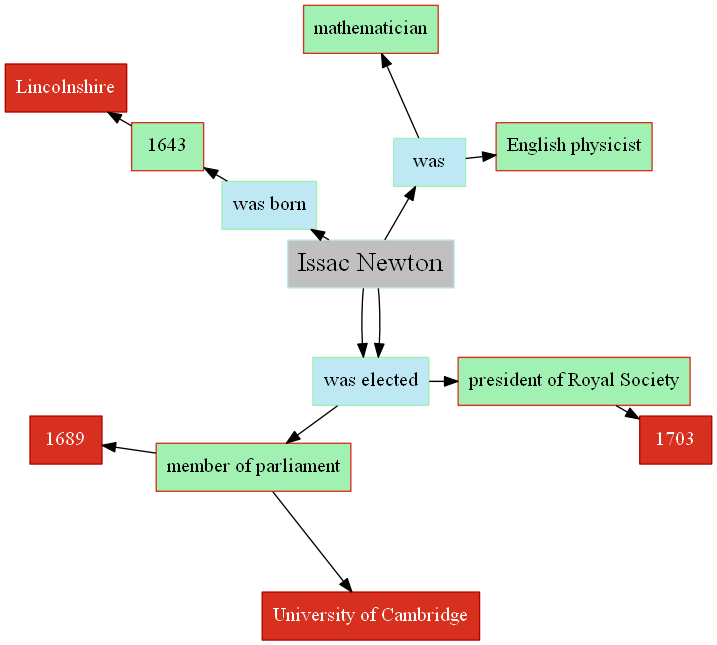 mathematician
Lincolnshire
1643
was
English physicist
was born
Issac Newton
was elected
president of Royal Society
1689
1703
member of parliament
University of Cambridge